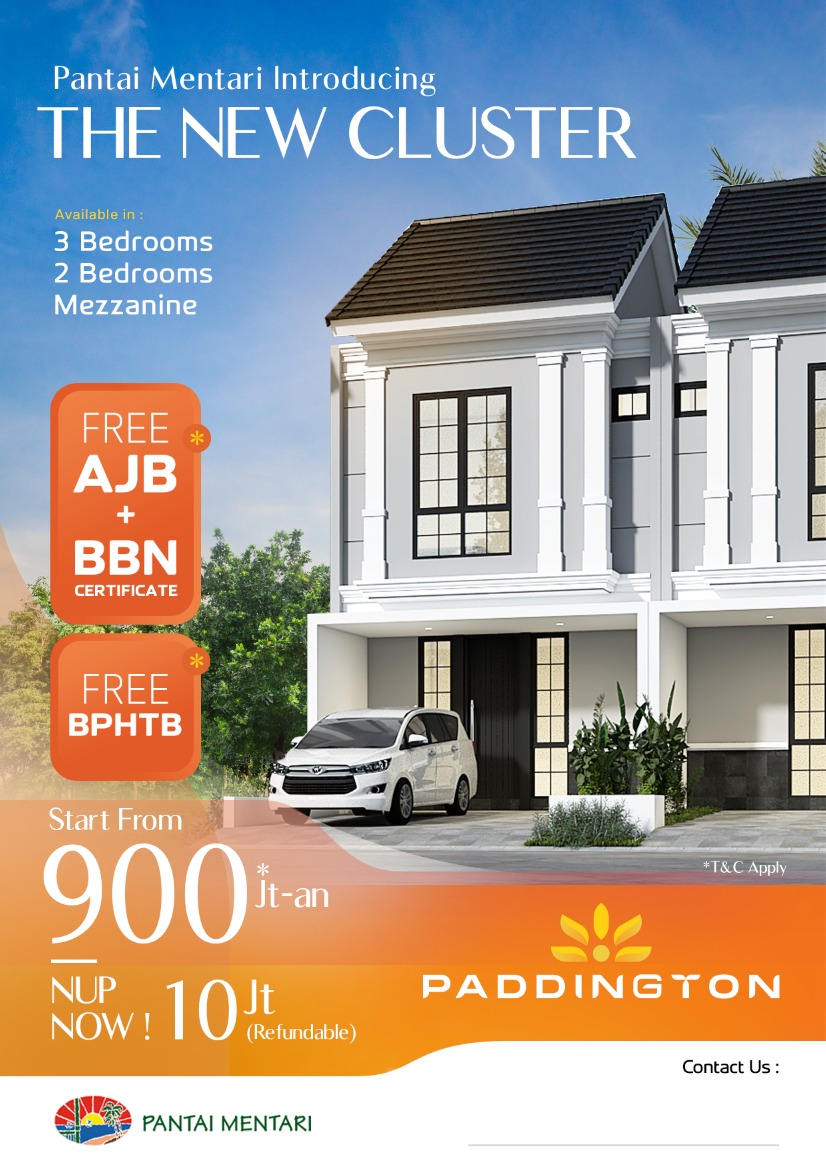 Pantai Mentari Introducing
THE NEW CLUSTER
Available in :
3 Bedrooms
2 Bedrooms
Mezzanine
FREE *
AJB
+
BBN
CERTIFICATE
FREE *
BPHTB
Start From
900 *
Jt-an
*T&C Apply
NUP
NOW !
10 Jt
(Refundable)
PADDINGTON
Contact Us :
PANTAI MENTARI